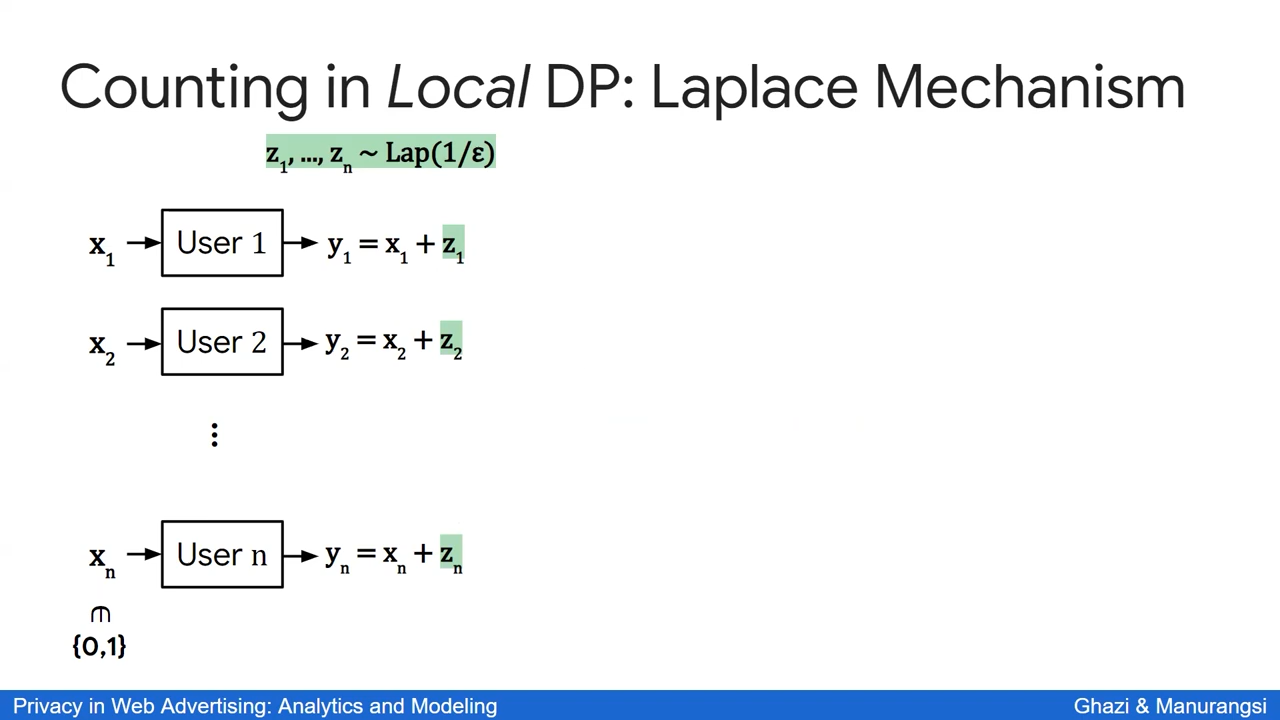 Counting in Local DP: Laplace Mechanism
z₁, ..., zₙ ~ Lap(1/ε)
x₁ → User 1 → y₁ = x₁ + z₁
x₂ → User 2 → y₂ = x₂ + z₂
⋮
xₙ → User n → yₙ = xₙ + zₙ
∈
{0,1}
Privacy in Web Advertising: Analytics and Modeling Ghazi & Manurangsi